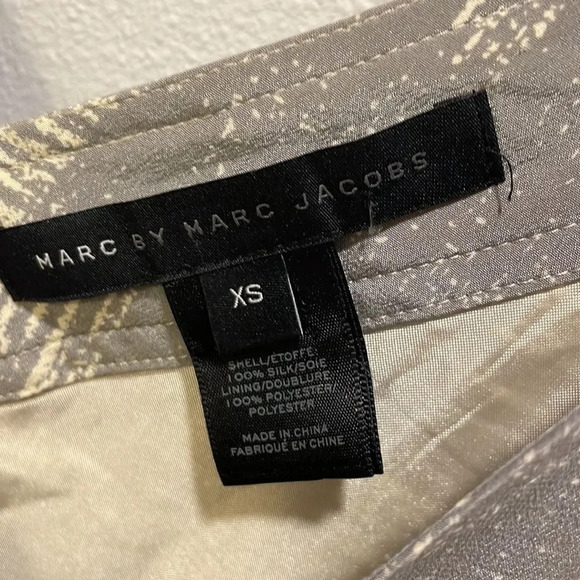 MARC BY MARC JACOBS
XS
SHELL/ÉTOFFE:
100% SILK/SOIE
LINING/DOUBLURE
100% POLYESTER/
POLYESTER
MADE IN CHINA
FABRIQUÉ EN CHINE